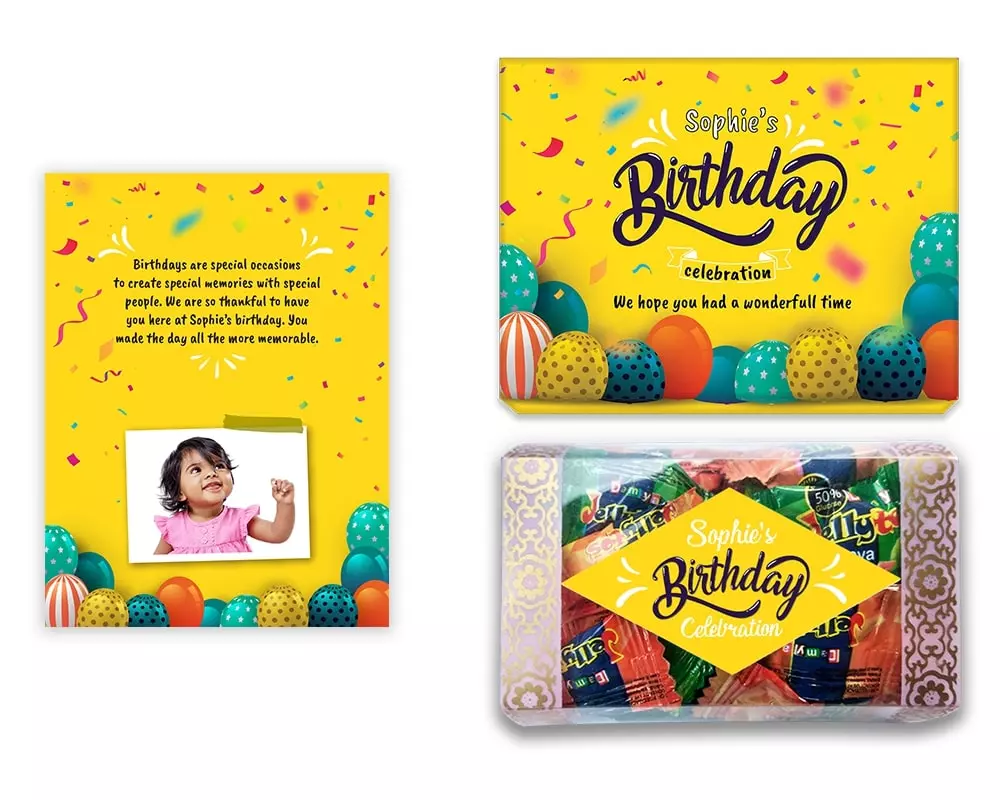 Birthdays are special occasions
to create special memories with special
people. We are so thankful to have
you here at Sophie's birthday. You
made the day all the more memorable.
Sophie's
Birthday
celebration
We hope you had a wonderfull time
50%
Sophie's
Birthday
Celebration